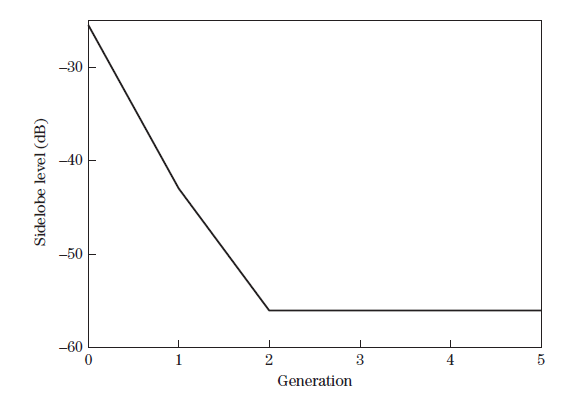 Sidelobe level (dB)
–30
–40
–50
–60
0 1 2 3 4 5
Generation